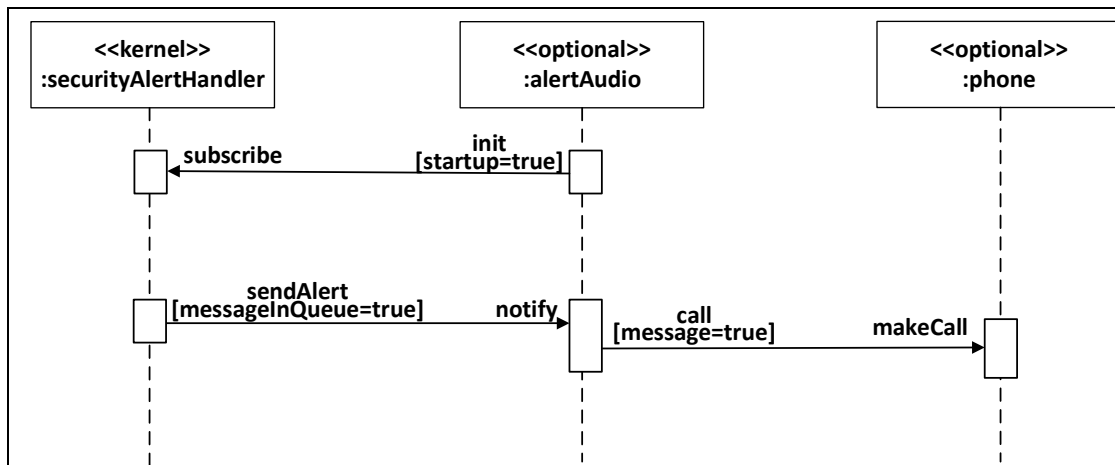 <<kernel>>
:securityAlertHandler
<<optional>>
:alertAudio
<<optional>>
:phone
init
subscribe
[startup=true]
sendAlert
[messageInQueue=true]
notify
call
[message=true]
makeCall